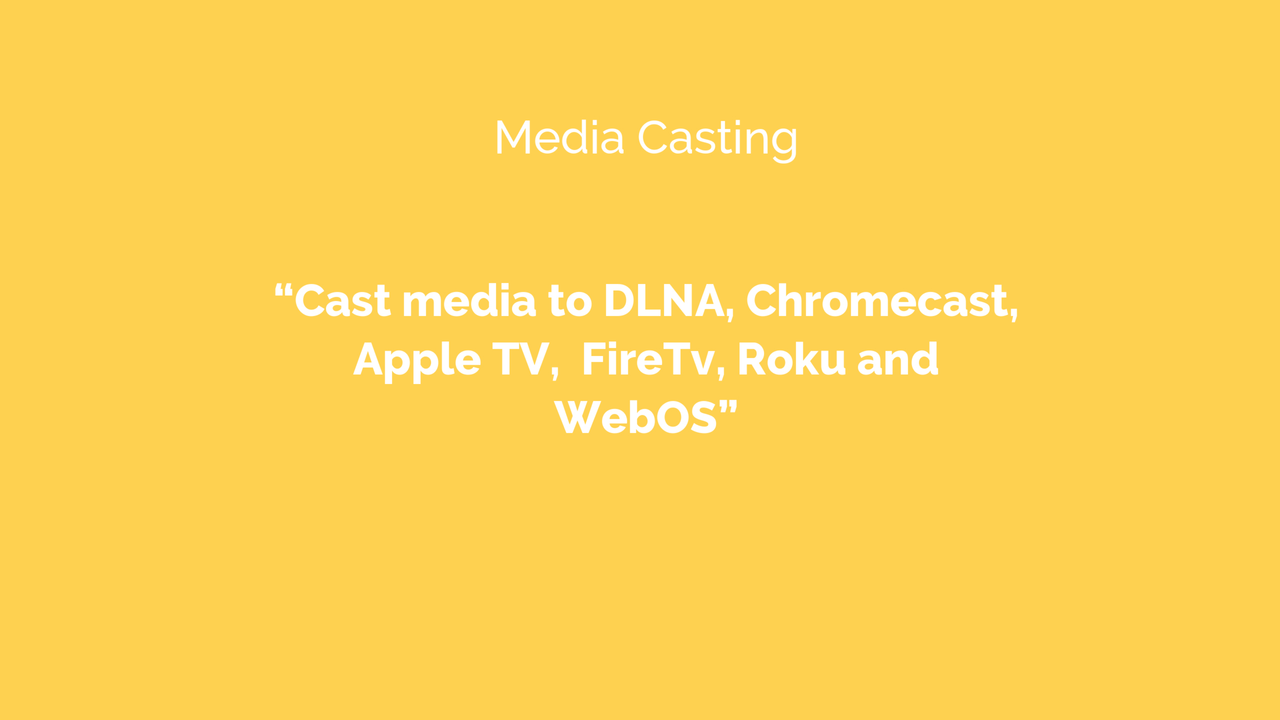 Media Casting
“Cast media to DLNA, Chromecast,
Apple TV,  FireTv, Roku and
WebOS”